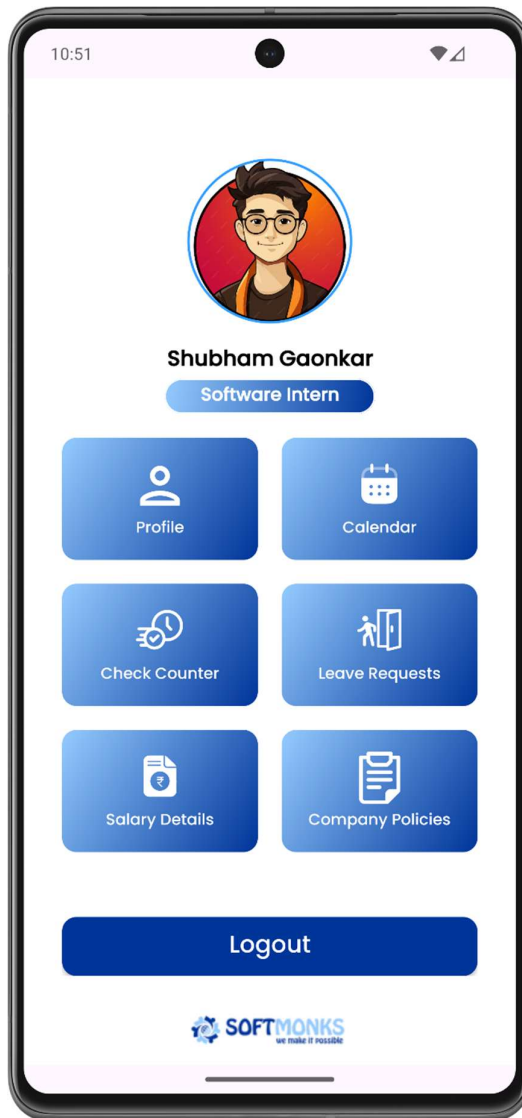 10:51
Shubham Gaonkar
Software Intern
Profile
Calendar
Check Counter
Leave Requests
₹
Salary Details
Company Policies
Logout
SOFTMONKS
we make it possible